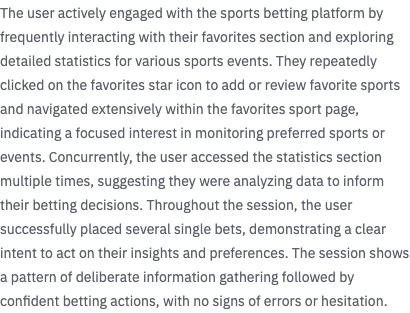 The user actively engaged with the sports betting platform by
frequently interacting with their favorites section and exploring
detailed statistics for various sports events. They repeatedly
clicked on the favorites star icon to add or review favorite sports
and navigated extensively within the favorites sport page,
indicating a focused interest in monitoring preferred sports or
events. Concurrently, the user accessed the statistics section
multiple times, suggesting they were analyzing data to inform
their betting decisions. Throughout the session, the user
successfully placed several single bets, demonstrating a clear
intent to act on their insights and preferences. The session shows
a pattern of deliberate information gathering followed by
confident betting actions, with no signs of errors or hesitation.